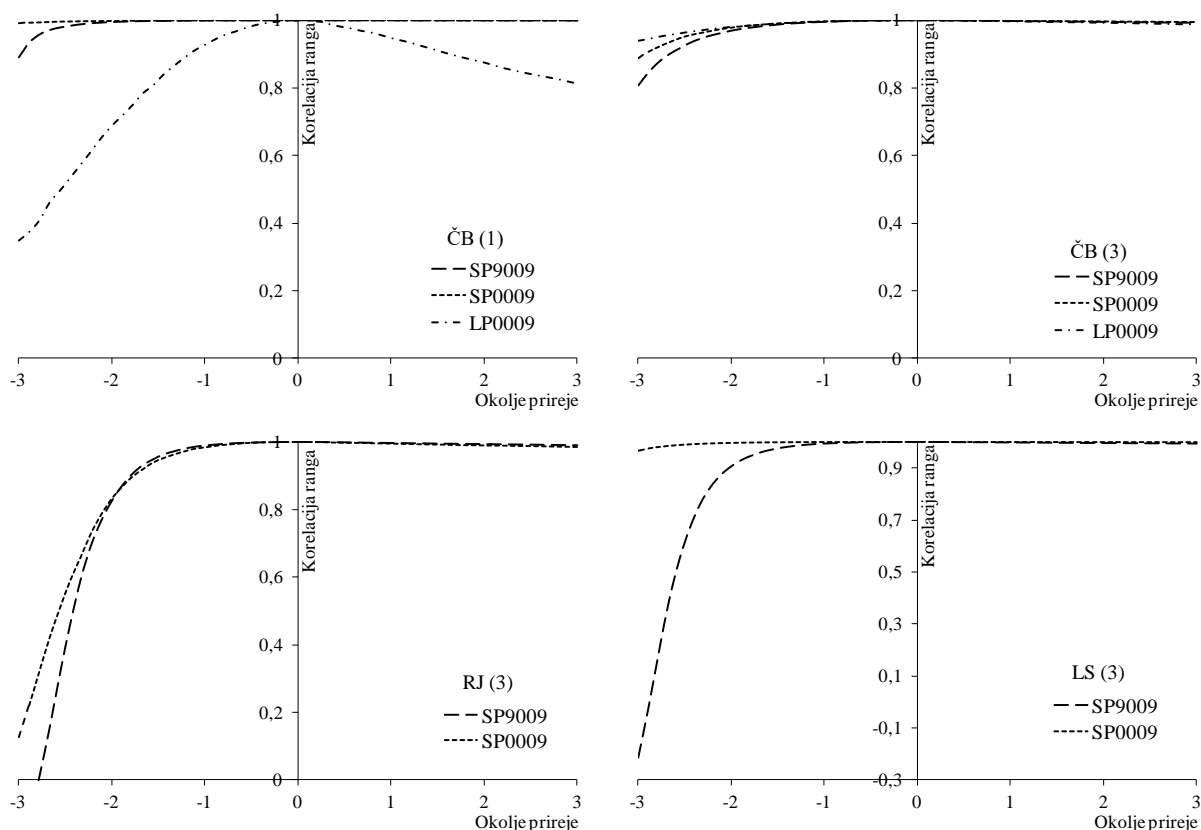 1
0,8
0,6
0,4
0,2
0
-3
-2
-1
0
1
2
3
Korelacija ranga
Okolje prireje
ČB (1)
SP9009
SP0009
LP0009
1
0,8
0,6
0,4
0,2
0
-3
-2
-1
0
1
2
3
Korelacija ranga
Okolje prireje
ČB (3)
SP9009
SP0009
LP0009
1
0,8
0,6
0,4
0,2
0
-3
-2
-1
0
1
2
3
Korelacija ranga
Okolje prireje
RJ (3)
SP9009
SP0009
0,9
0,7
0,5
0,3
0,1
-0,1
-0,3
-3
-2
-1
0
1
2
3
Korelacija ranga
Okolje prireje
LS (3)
SP9009
SP0009